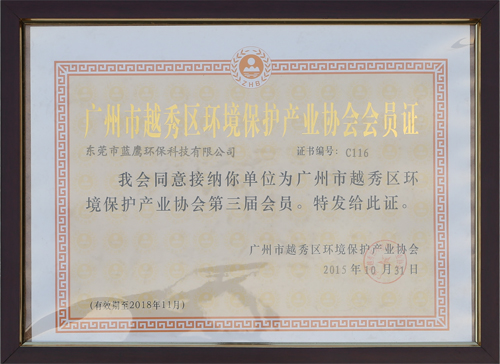 广州市越秀区环境保护产业协会会员证
东莞市蓝鹰环保科技有限公司 证书编号：C116
我会同意接纳你单位为广州市越秀区环
境保护产业协会第三届会员。特发给此证。
广州市越秀区环境保护产业协会
2015年10月31日
(有效期至2018年11月)